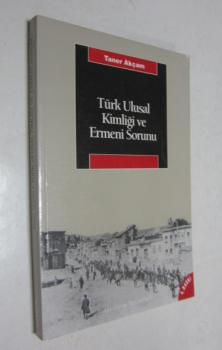 Taner Akçam
Türk Ulusal
Kimliği ve
Ermeni Sorunu